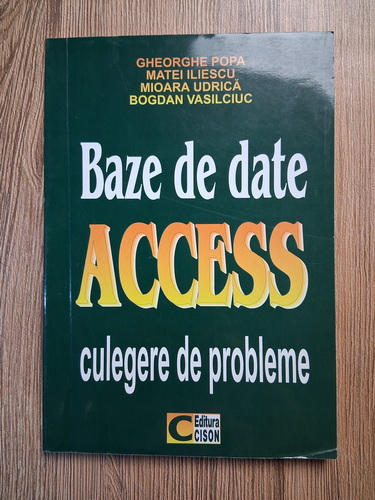 GHEORGHE POPA
MATEI ILIESCU
MIOARA UDRICĂ
BOGDAN VASILCIUC
Baze de date
ACCESS
culegere de probleme
C Editura
CISON